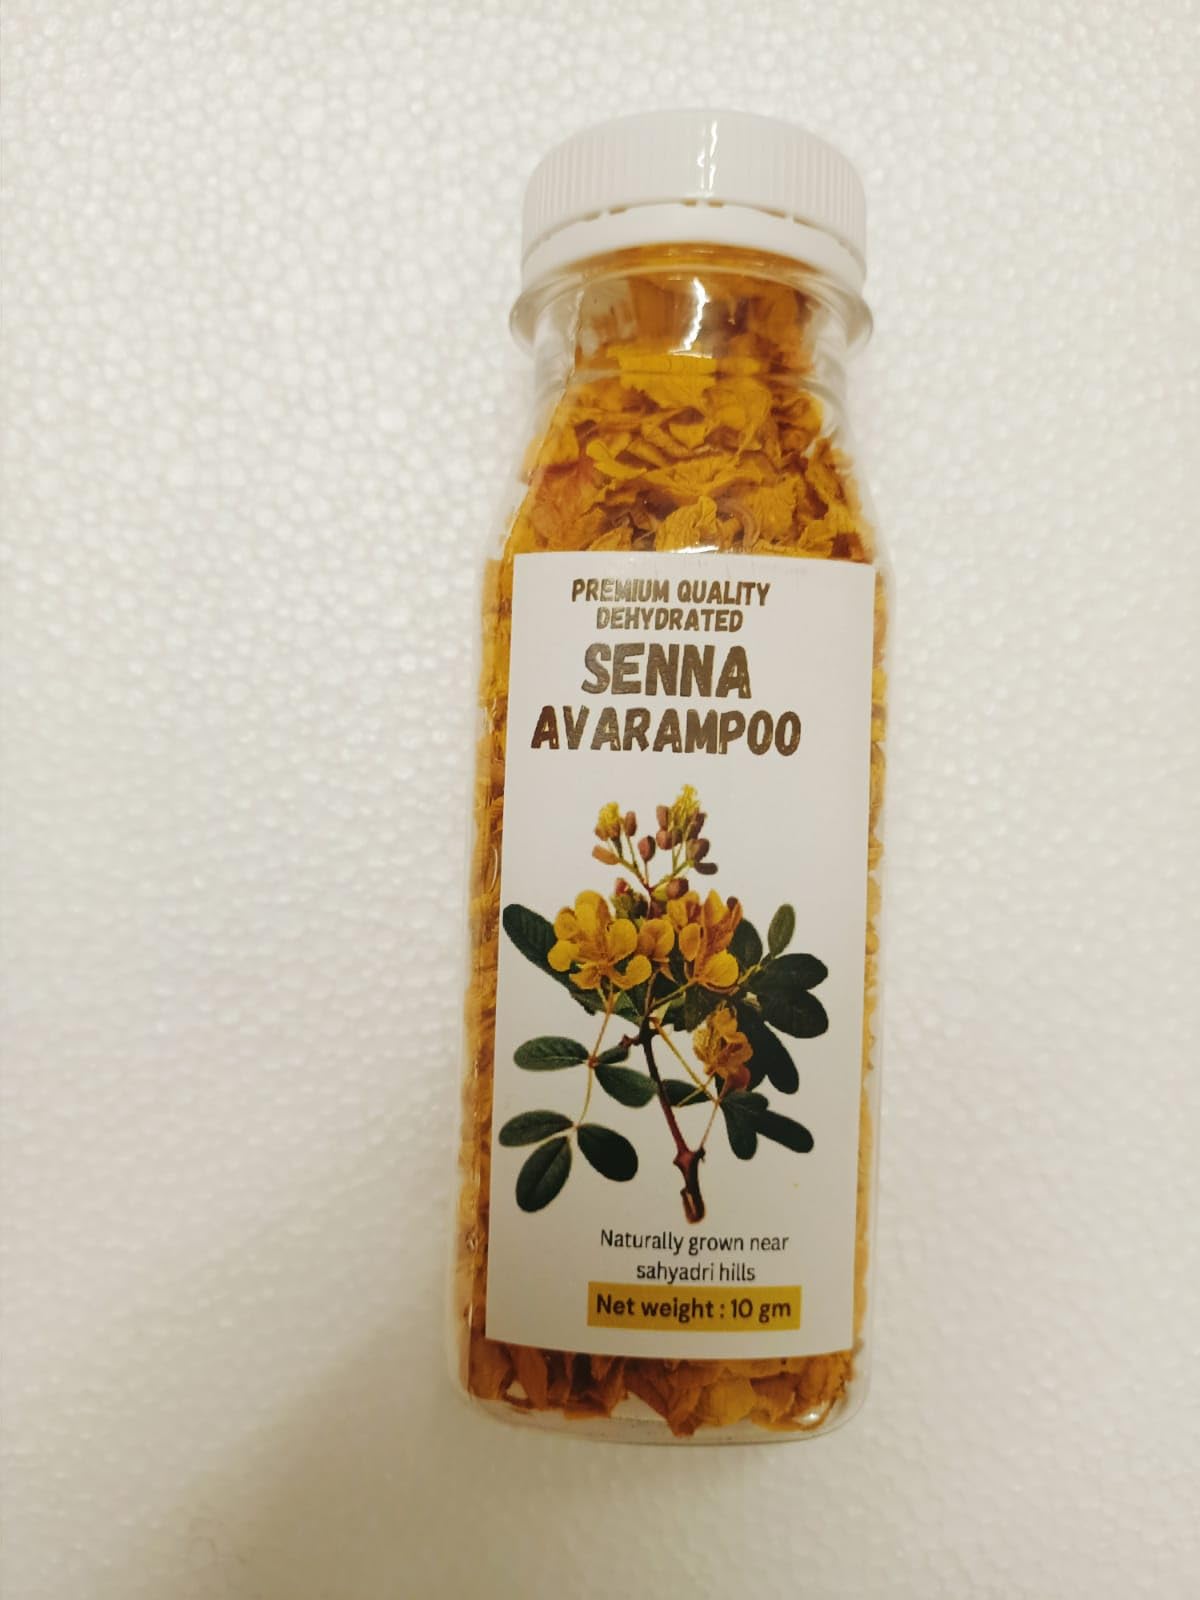 PREMIUM QUALITY
DEHYDRATED
SENNA
AVARAMPOO
Naturally grown near
sahyadri hills
Net weight : 10 gm